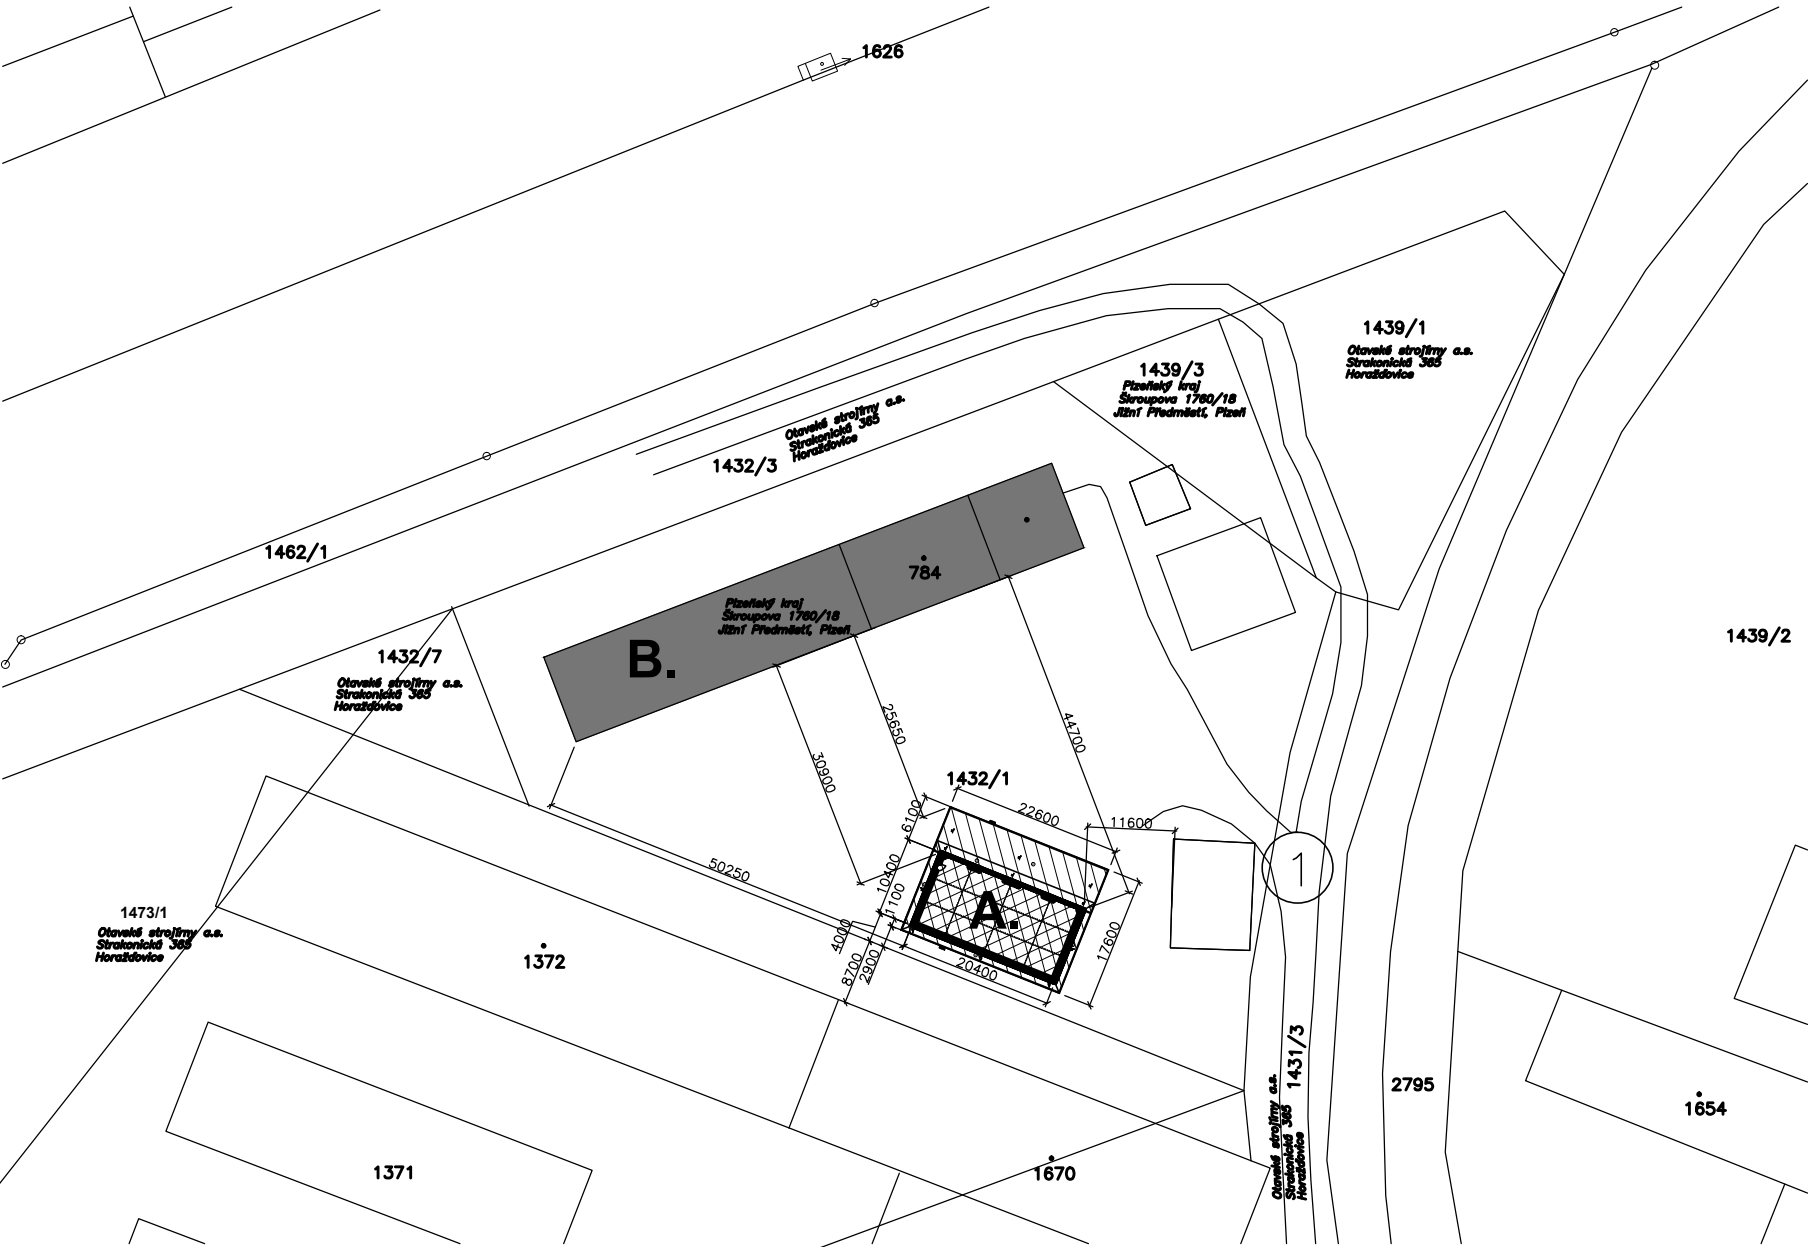 1626
1439/1
Otavské strojírny a.s.
Strakonická 365
Horažďovice
1439/3
Plzeňský kraj
Škroupova 1760/18
Jižní Předměstí, Plzeň
Otavské strojírny a.s.
Strakonická 365
Horažďovice
1432/3
1462/1
784
Plzeňský kraj
Škroupova 1760/18
Jižní Předměstí, Plzeň
B.
1439/2
1432/7
Otavské strojírny a.s.
Strakonická 365
Horažďovice
25650
44700
30900
1432/1
22600
6100
11600
50250
10400
1100
A.
1
1473/1
Otavské strojírny a.s.
Strakonická 365
Horažďovice
4000
8700
2900
20400
17600
1372
1431/3
Otavské strojírny a.s.
Strakonická 365
Horažďovice
2795
1654
1371
1670